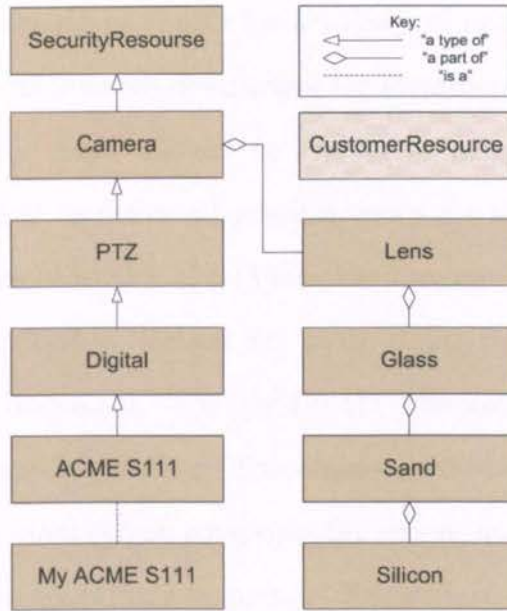 SecurityResourse
Key:
"a type of"
"a part of"
"is a"
Camera
CustomerResource
PTZ
Lens
Digital
Glass
ACME S111
Sand
My ACME S111
Silicon